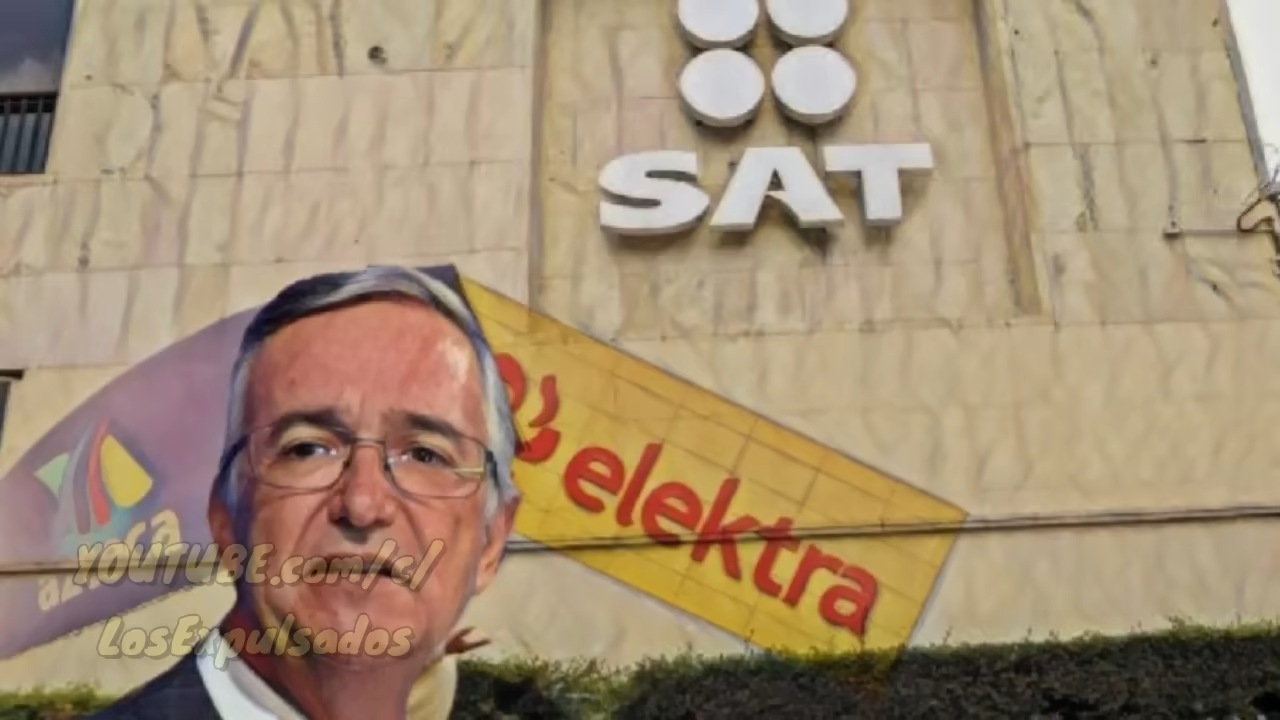 SAT
elektra
azteca
YOUTUBE.com/c/
LosExpulsados